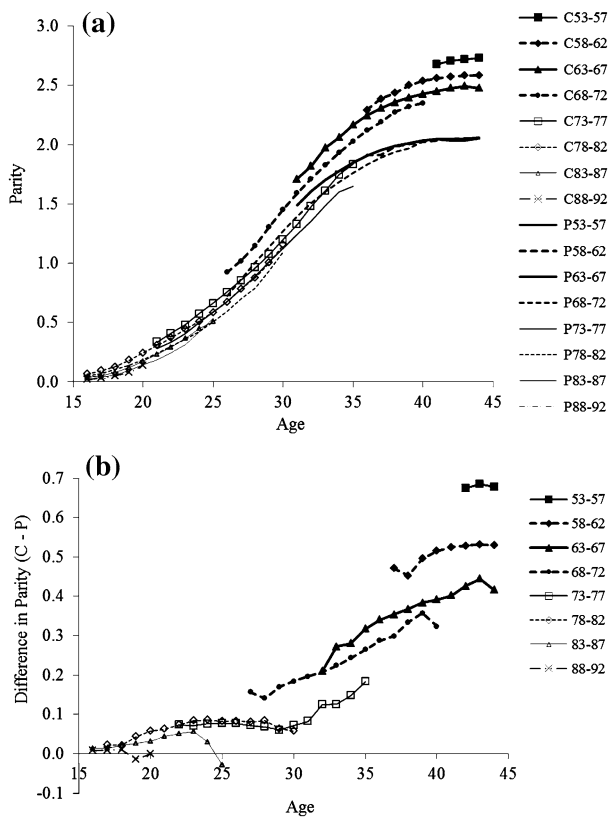 (a)
3.0
2.5
2.0
1.5
1.0
0.5
0.0
Parity
15 20 25 30 35 40 45
Age
C53-57
C58-62
C63-67
C68-72
C73-77
C78-82
C83-87
C88-92
P53-57
P58-62
P63-67
P68-72
P73-77
P78-82
P83-87
P88-92
(b)
0.7
0.6
0.5
0.4
0.3
0.2
0.1
0.0
-0.1
Difference in Parity (C - P)
15 20 25 30 35 40 45
Age
53-57
58-62
63-67
68-72
73-77
78-82
83-87
88-92